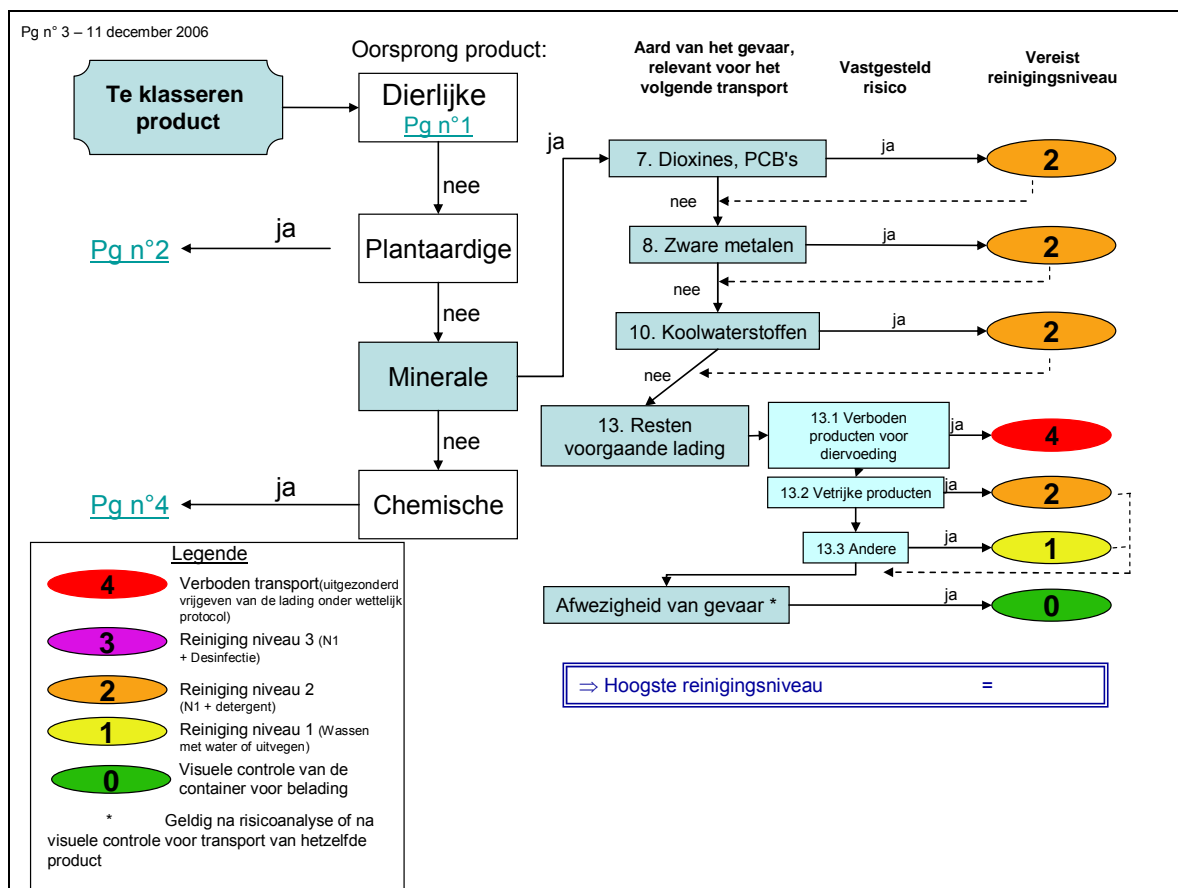 Pg n° 3 – 11 december 2006
Oorsprong product:
Aard van het gevaar,
relevant voor het
volgende transport
Vastgesteld
risico
Vereist
reinigingsniveau
Te klasseren
product
Dierlijke
Pg n°1
nee
Plantaardige
ja
Pg n°2
nee
Minerale
ja
nee
Chemische
ja
Pg n°4
7. Dioxines, PCB's
ja
2
nee
8. Zware metalen
ja
2
nee
10. Koolwaterstoffen
ja
2
nee
13. Resten
voorgaande lading
13.1 Verboden
producten voor
diervoeding
ja
4
13.2 Vetrijke producten
ja
2
13.3 Andere
ja
1
Afwezigheid van gevaar *
ja
0
⇒ Hoogste reinigingsniveau =
Legende
4
Verboden transport(uitgezonderd
vrijgeven van de lading onder wettelijk
protocol)
3
Reiniging niveau 3 (N1
+ Desinfectie)
2
Reiniging niveau 2
(N1 + detergent)
1
Reiniging niveau 1 (Wassen
met water of uitvegen)
0
Visuele controle van de
container voor belading
* Geldig na risicoanalyse of na
visuele controle voor transport van hetzelfde
product